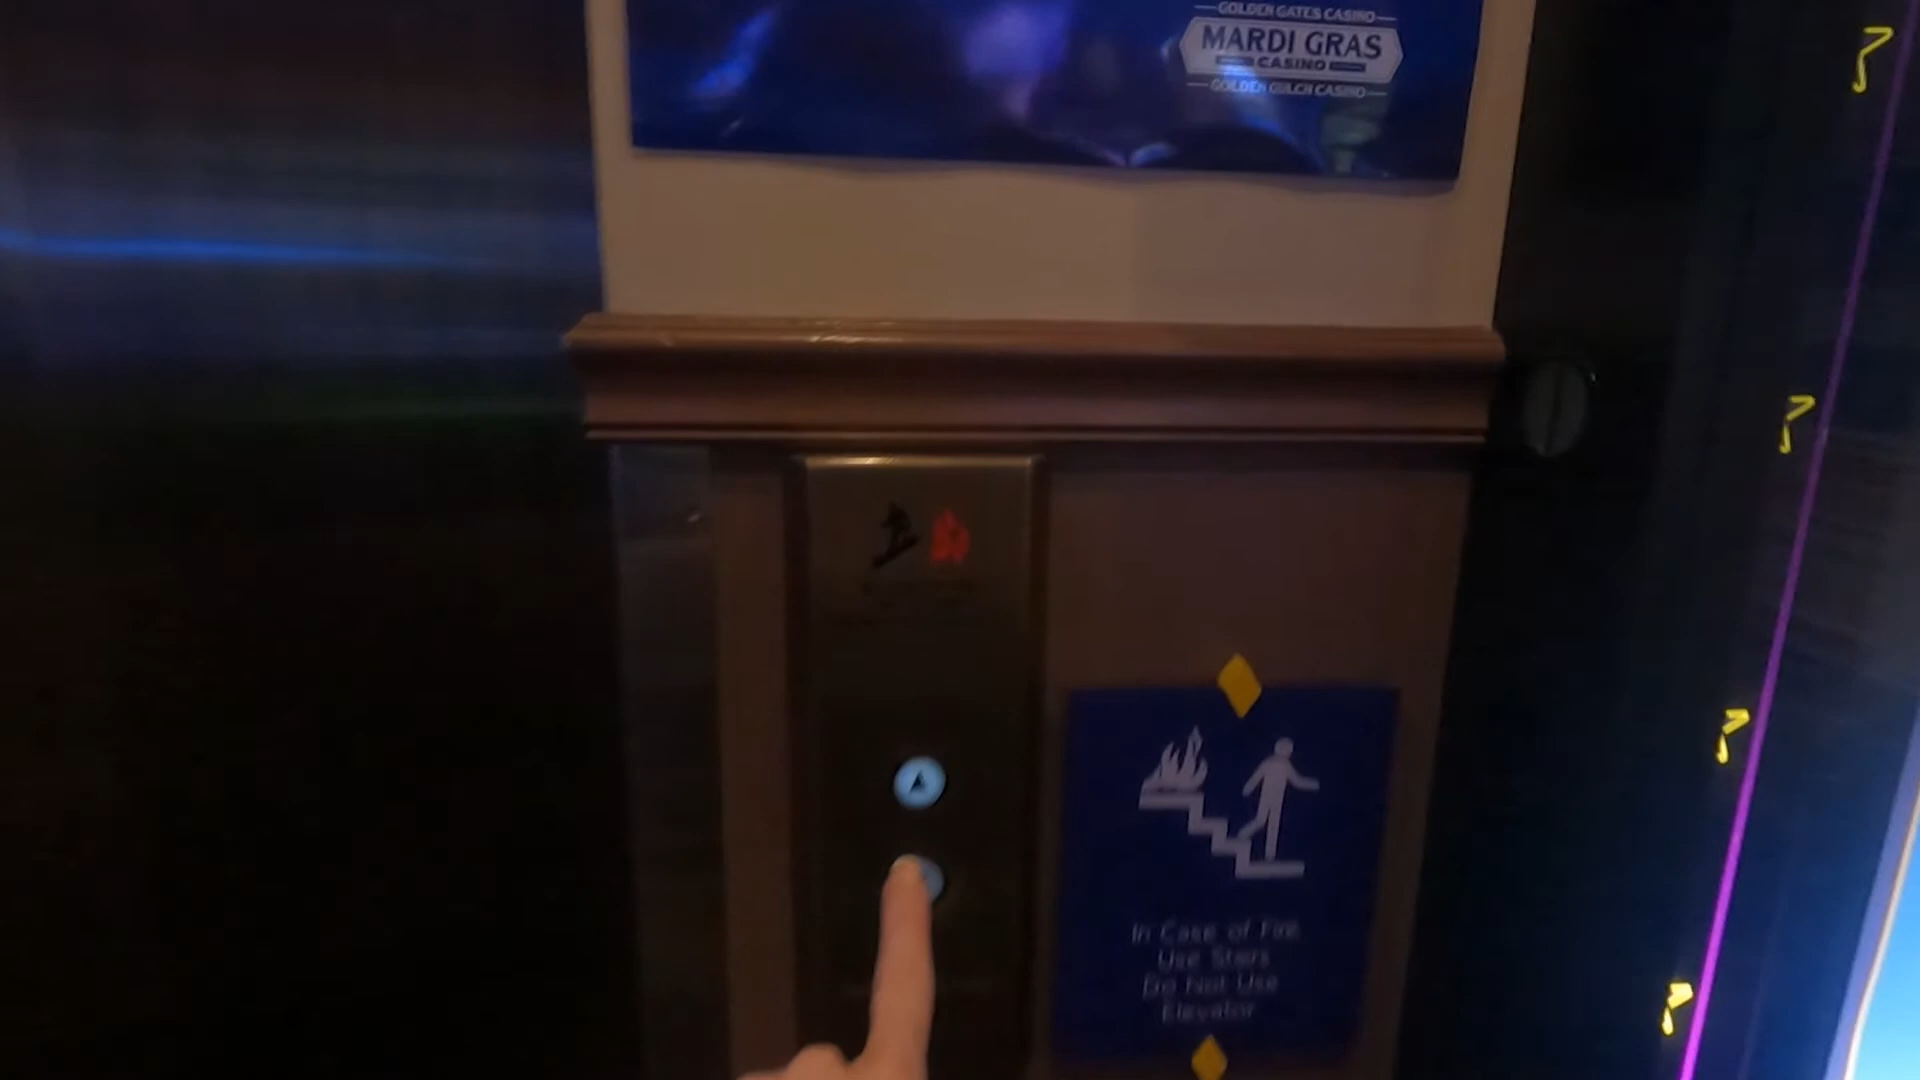 GOLDEN GATES CASINO
MARDI GRAS
CASINO
GOLDEN GULCH CASINO
In Case of Fire
Use Stairs
Do Not Use
Elevator